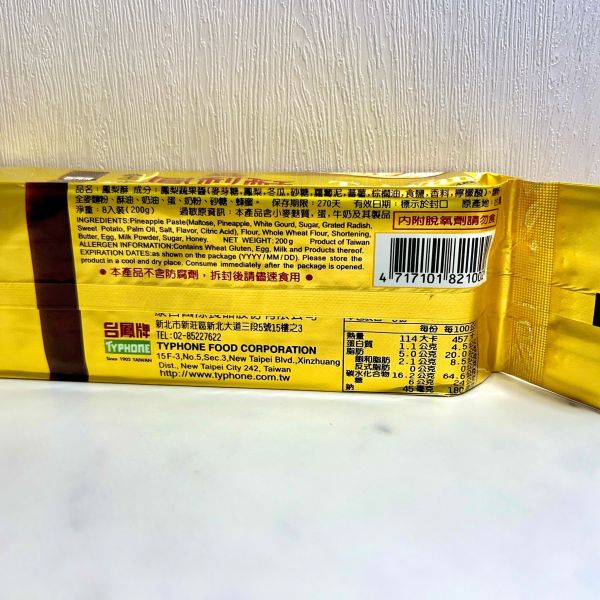 品名：鳳梨酥 成分：鳳梨蔬果醬(麥芽糖,鳳梨,冬瓜,砂糖,蘿蔔泥,蕃薯,棕櫚油,食鹽,香料,檸檬酸)、
全麥麵粉、酥油、奶油、蛋、奶粉、砂糖、蜂蜜。 保存期限：270天 有效日期：標示於封口
淨重：8入裝(200g) 過敏原資訊：本產品含小麥麩質,蛋,牛奶及其製品
INGREDIENTS:Pineapple Paste(Maltose, Pineapple, White Gourd, Sugar, Grated Radish,
Sweet Potato, Palm Oil, Salt, Flavor, Citric Acid), Flour, Whole Wheat Flour, Shortening,
Butter, Egg, Milk Powder, Sugar, Honey. NET WEIGHT: 200g Product of Taiwan
ALLERGEN INFORMATION:Contains Wheat Gluten, Egg, Milk and Products thereof.
EXPIRATION DATES:as shown on the package (YYYY/MM/DD). Please store the
product in a cool and dry place. Consume immediately after the package is opened.
●本產品不含防腐劑，拆封後請儘速食用●
內附脫氧劑請勿食
4 717101 82100
呂鳳牌
TYPHONE
Since 1903 TAIWAN
新北市新莊區新北大道三段5號15樓之3
TEL:02-85227622
TYPHONE FOOD CORPORATION
15F-3,No.5,Sec.3,New Taipei Blvd.,Xinzhuang
Dist., New Taipei City 242, Taiwan
http://www.typhone.com.tw
每份 每100
熱量 114大卡 457
蛋白質 1.1公克 4.5
脂肪 5.0公克 20.0
飽和脂肪 2.1公克 8.5
反式脂肪 0公克 0
碳水化合物 16.2公克 64.6
糖 6公克 24
鈉 45毫克 180